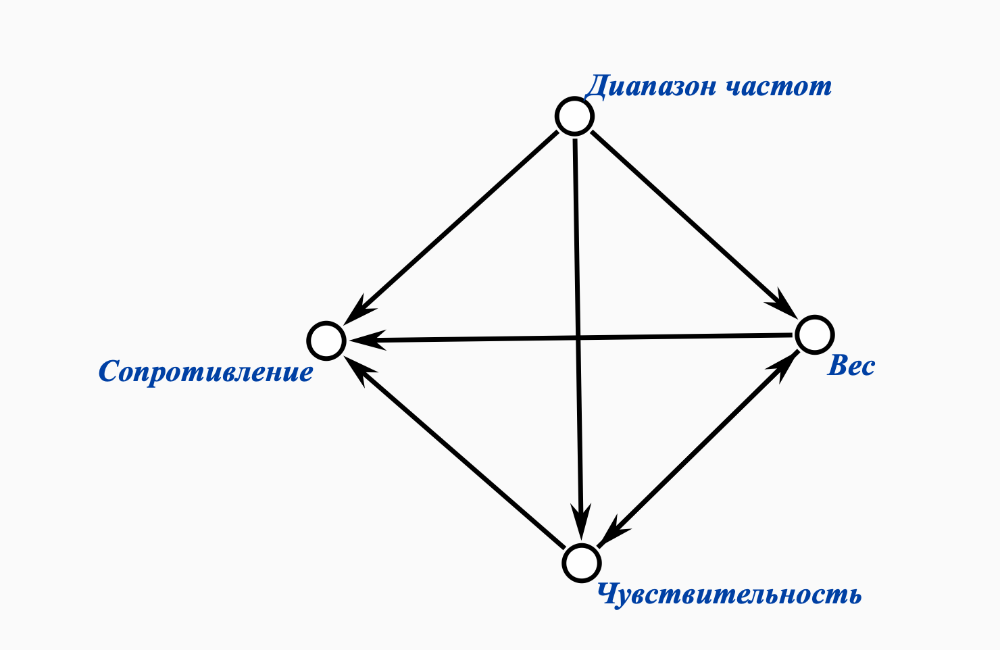 Диапазон частот
Сопротивление
Вес
Чувствительность